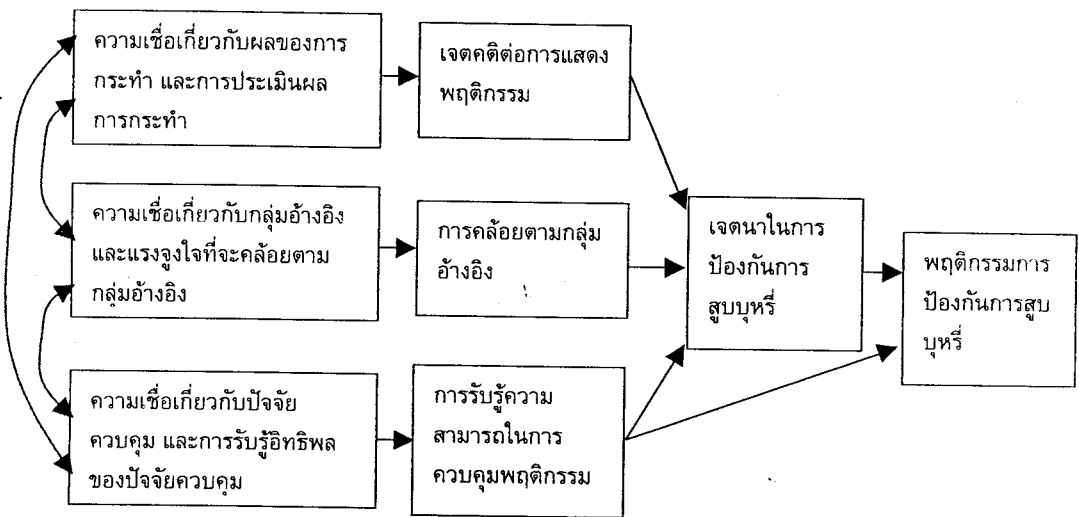 ความเชื่อเกี่ยวกับผลของการ
กระทำ และการประเมินผล
การกระทำ
เจตคติต่อการแสดง
พฤติกรรม
ความเชื่อเกี่ยวกับกลุ่มอ้างอิง
และแรงจูงใจที่จะคล้อยตาม
กลุ่มอ้างอิง
การคล้อยตามกลุ่ม
อ้างอิง
ความเชื่อเกี่ยวกับปัจจัย
ควบคุม และการรับรู้อิทธิพล
ของปัจจัยควบคุม
การรับรู้ความ
สามารถในการ
ควบคุมพฤติกรรม
เจตนาในการ
ป้องกันการ
สูบบุหรี่
พฤติกรรมการ
ป้องกันการสูบ
บุหรี่